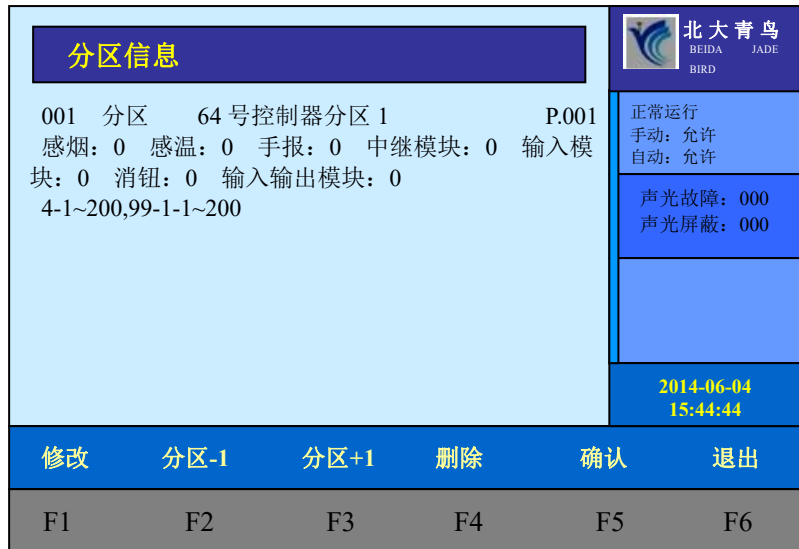 分区信息
北大青鸟
BEIDA JADE
BIRD
001 分区 64 号控制器分区 1 P.001
感烟：0 感温：0 手报：0 中继模块：0 输入模
块：0 消钮：0 输入输出模块：0
4-1~200,99-1-1~200
正常运行
手动：允许
自动：允许
声光故障：000
声光屏蔽：000
2014-06-04
15:44:44
修改 分区-1 分区+1 删除 确认 退出
F1 F2 F3 F4 F5 F6